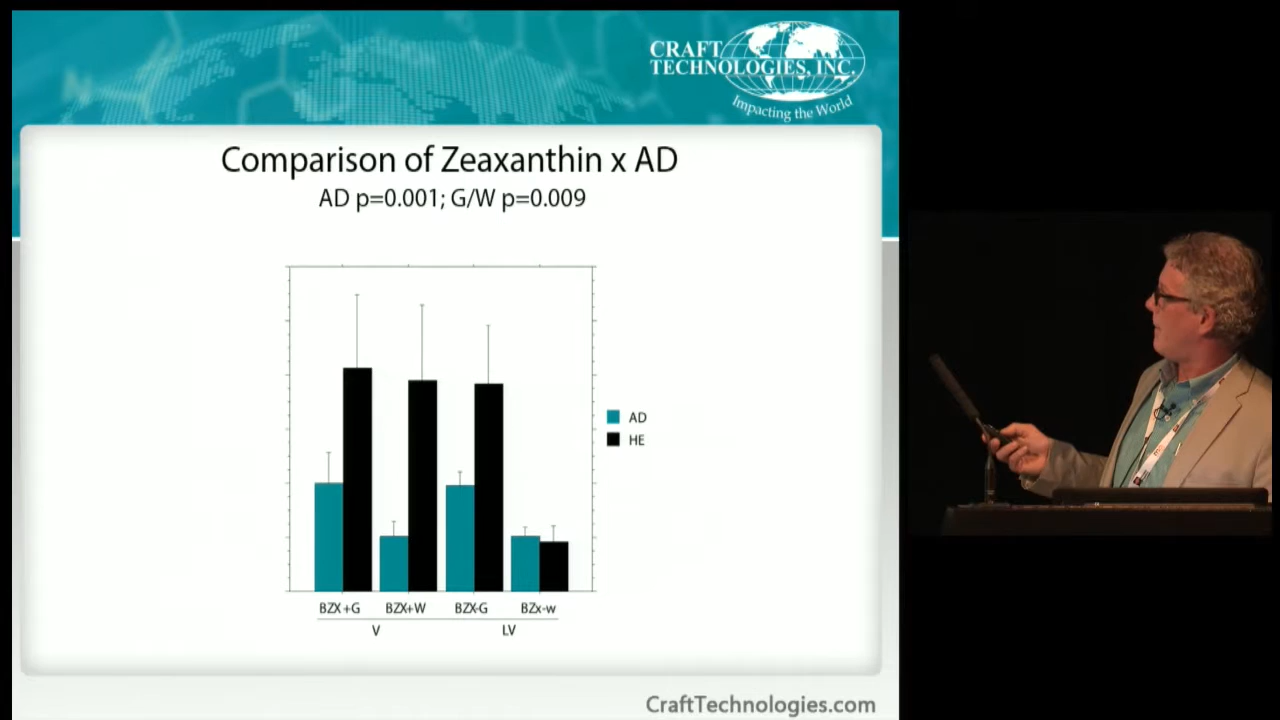 CRAFT
TECHNOLOGIES, INC.
Impacting the World
Comparison of Zeaxanthin x AD
AD p=0.001; G/W p=0.009
AD
HE
BZX +G BZX+W BZX-G BZx-w
V LV
CraftTechnologies.com